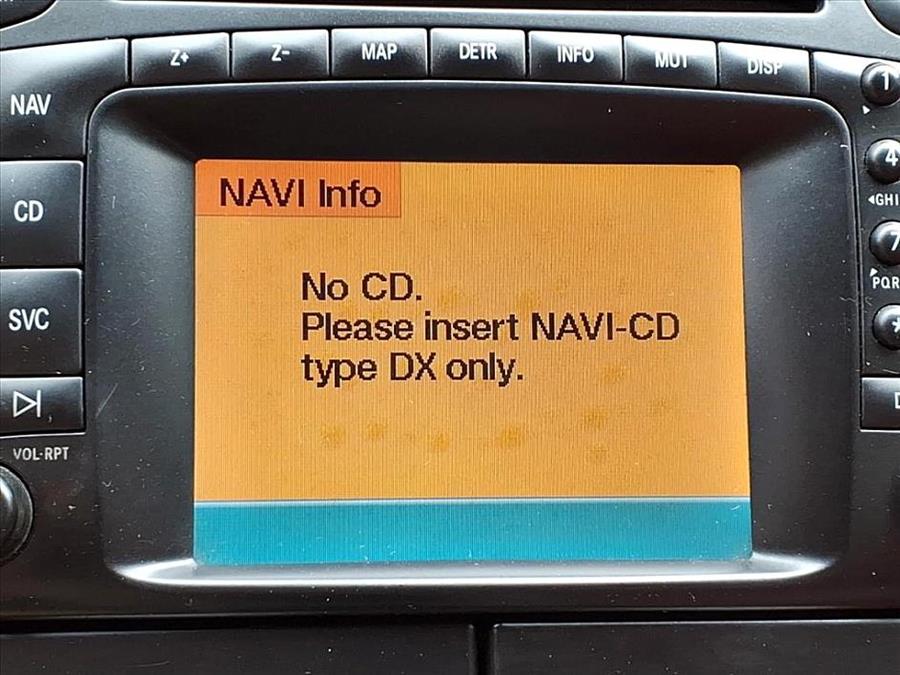 Z+
Z-
MAP
DETR
INFO
MUT
DISP
NAV
1
CD
4
GHI
7
SVC
PQR
*
VOL-RPT
NAVI Info
No CD.
Please insert NAVI-CD
type DX only.